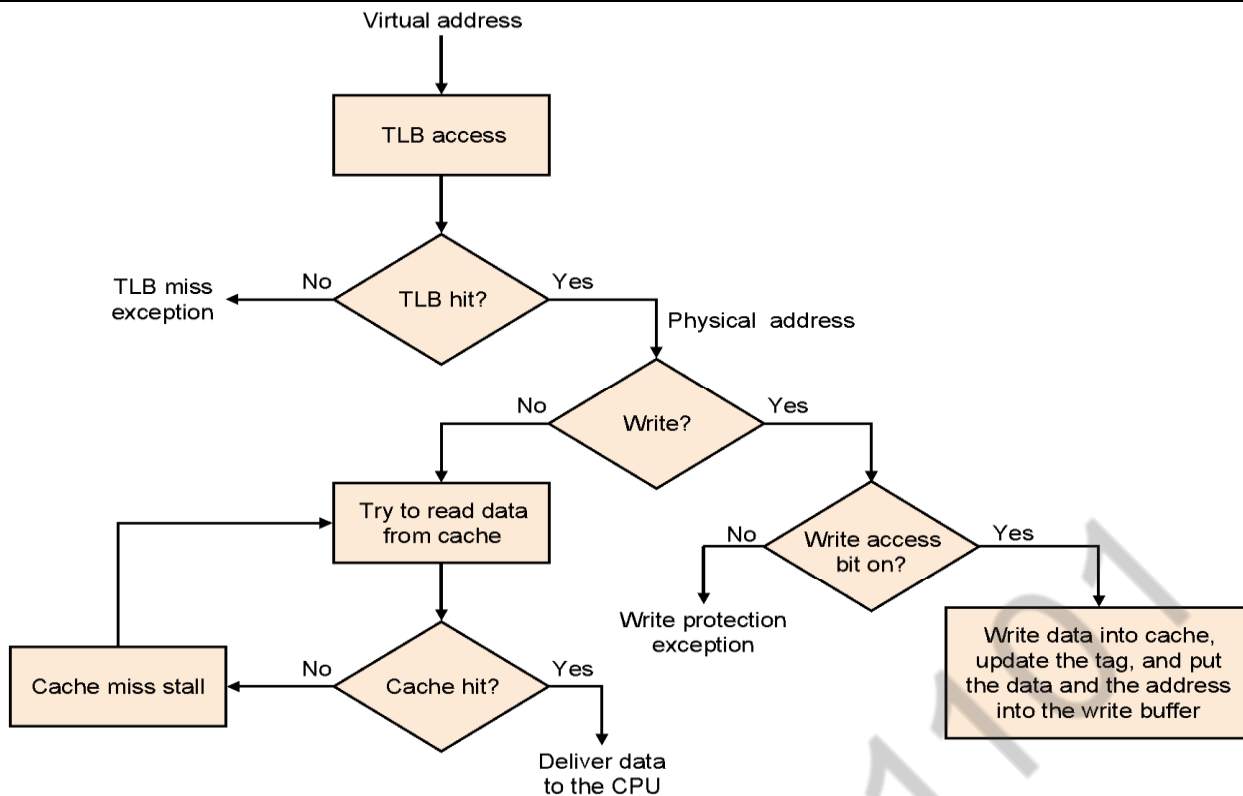 Virtual address
TLB access
TLB hit?
No
Yes
TLB miss
exception
Physical address
Write?
No
Yes
Try to read data
from cache
Write access
bit on?
No
Yes
Write protection
exception
Write data into cache,
update the tag, and put
the data and the address
into the write buffer
Cache hit?
No
Yes
Cache miss stall
Deliver data
to the CPU
1101